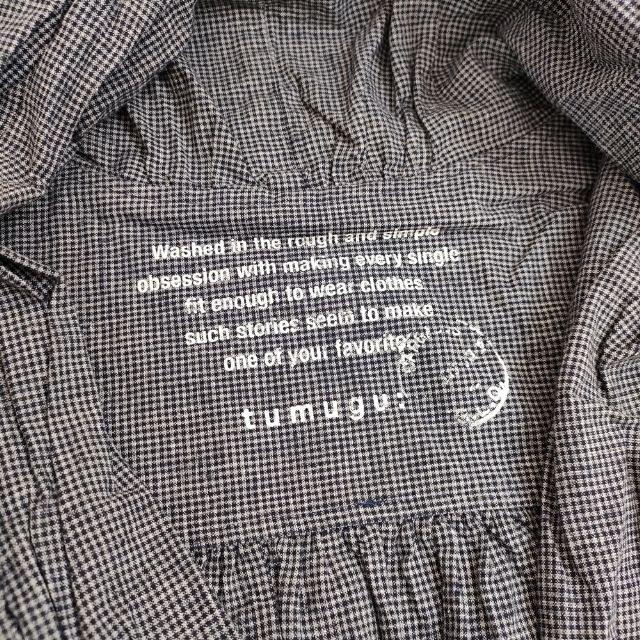 Washed in the rough and simple
obsession with making every single
fit enough to wear clothes
such stories seem to make
one of your favorite
tumugu: